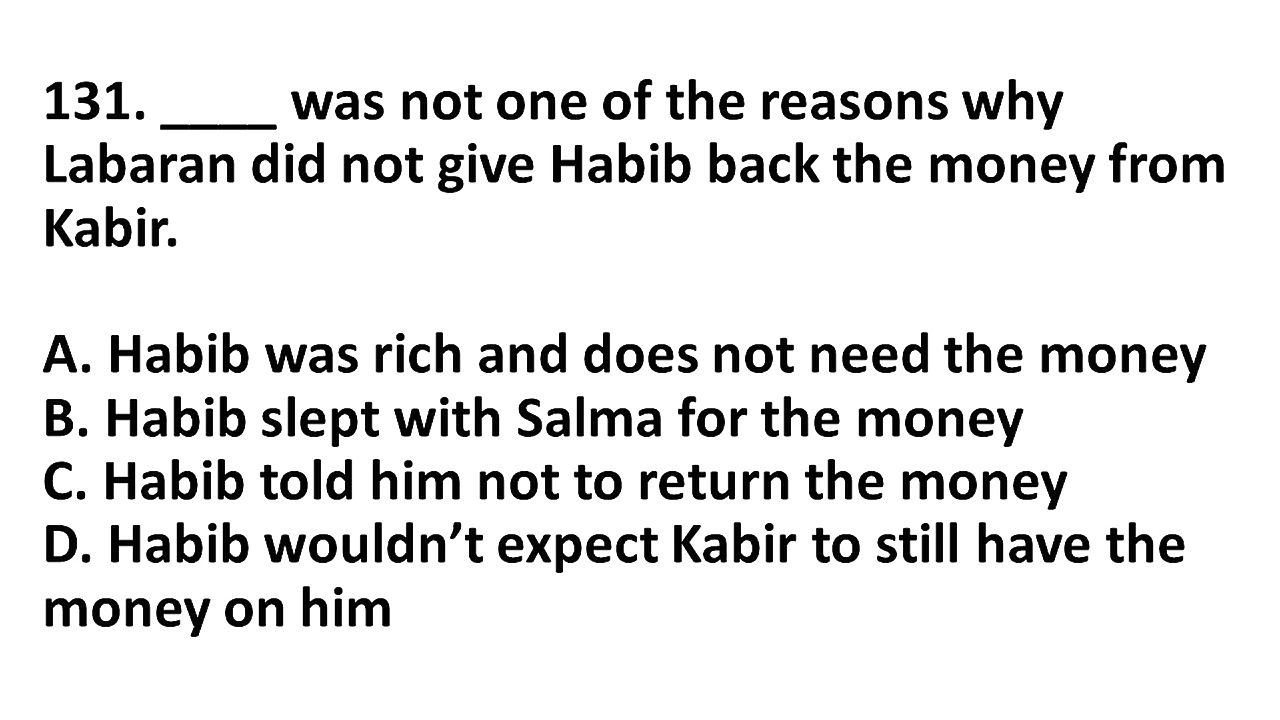 131. ____ was not one of the reasons why
Labaran did not give Habib back the money from
Kabir.
A. Habib was rich and does not need the money
B. Habib slept with Salma for the money
C. Habib told him not to return the money
D. Habib wouldn’t expect Kabir to still have the
money on him